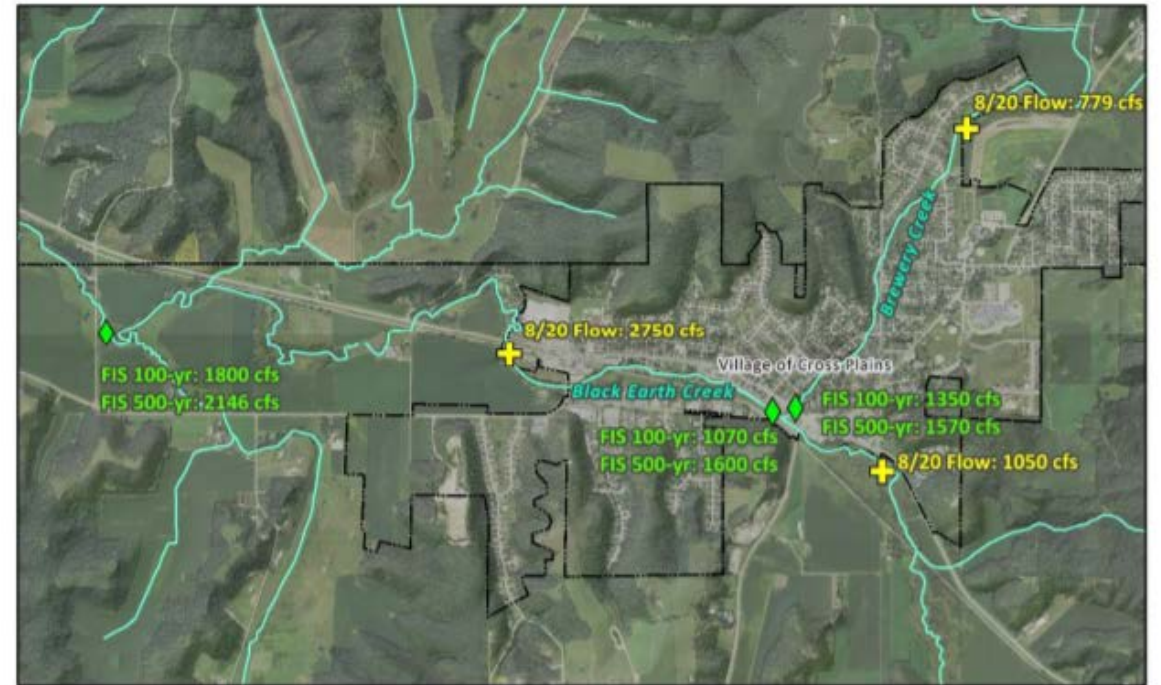 8/20 Flow: 779 cfs
Brewery Creek
8/20 Flow: 2750 cfs
Village of Cross Plains
FIS 100-yr: 1800 cfs
FIS 500-yr: 2146 cfs
Black Earth Creek
FIS 100-yr: 1350 cfs
FIS 500-yr: 1570 cfs
FIS 100-yr: 1070 cfs
FIS 500-yr: 1600 cfs
8/20 Flow: 1050 cfs